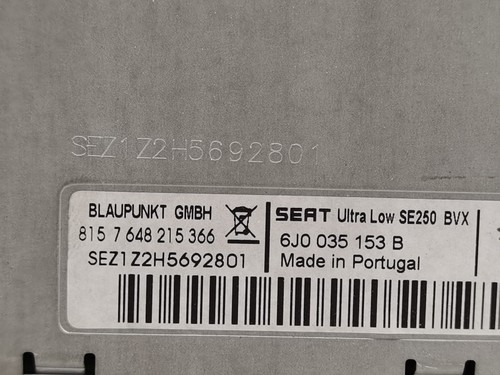 SEZ1Z2H5692801
BLAUPUNKT GMBH
815 7 648 215 366
SEZ1Z2H5692801
SEAT Ultra Low SE250 BVX
6J0 035 153 B
Made in Portugal